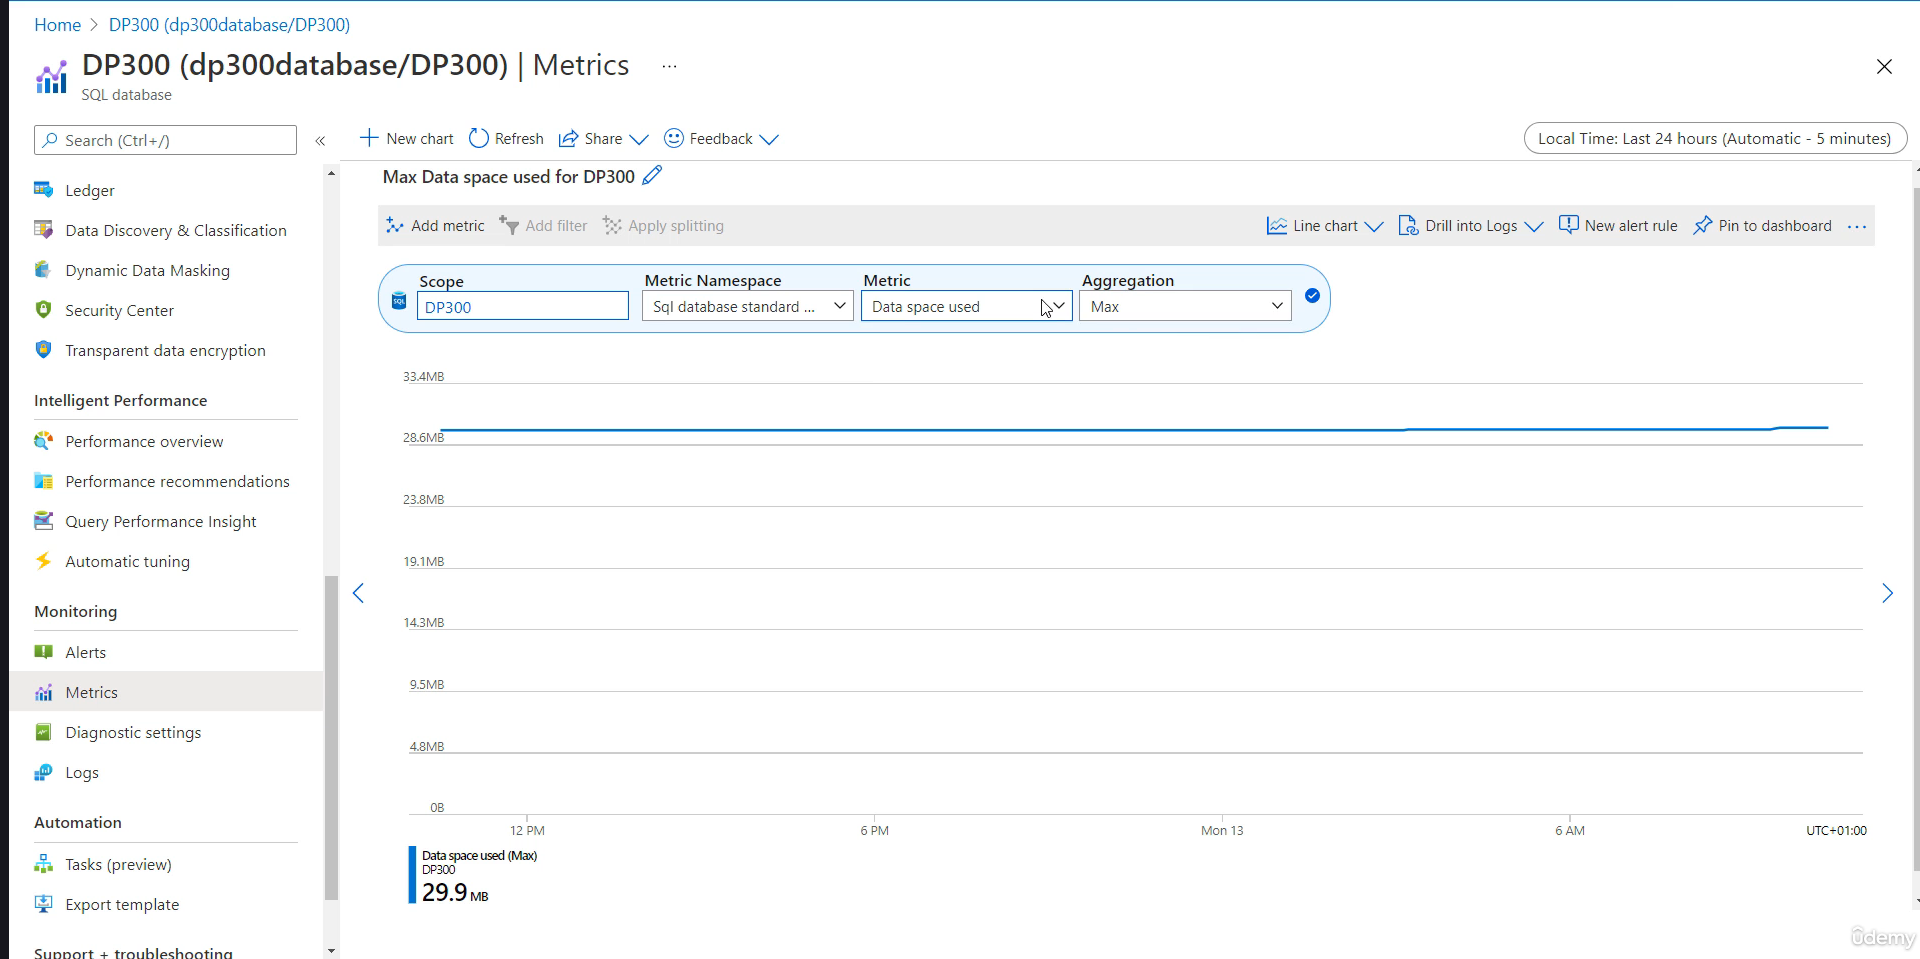 Home > DP300 (dp300database/DP300)
DP300 (dp300database/DP300) | Metrics ...
SQL database
Search (Ctrl+/) «
New chart Refresh Share Feedback
Local Time: Last 24 hours (Automatic - 5 minutes)
Ledger
Data Discovery & Classification
Dynamic Data Masking
Security Center
Transparent data encryption
Intelligent Performance
Performance overview
Performance recommendations
Query Performance Insight
Automatic tuning
Monitoring
Alerts
Metrics
Diagnostic settings
Logs
Automation
Tasks (preview)
Export template
Support + troubleshooting
Max Data space used for DP300
Add metric Add filter Apply splitting Line chart Drill into Logs New alert rule Pin to dashboard ...
Scope Metric Namespace Metric Aggregation
SQL DP300 Sql database standard ... Data space used Max
33.4MB
28.6MB
23.8MB
19.1MB
14.3MB
9.5MB
4.8MB
0B
12 PM 6 PM Mon 13 6 AM UTC+01:00
Data space used (Max)
DP300
29.9 MB
ûdemy